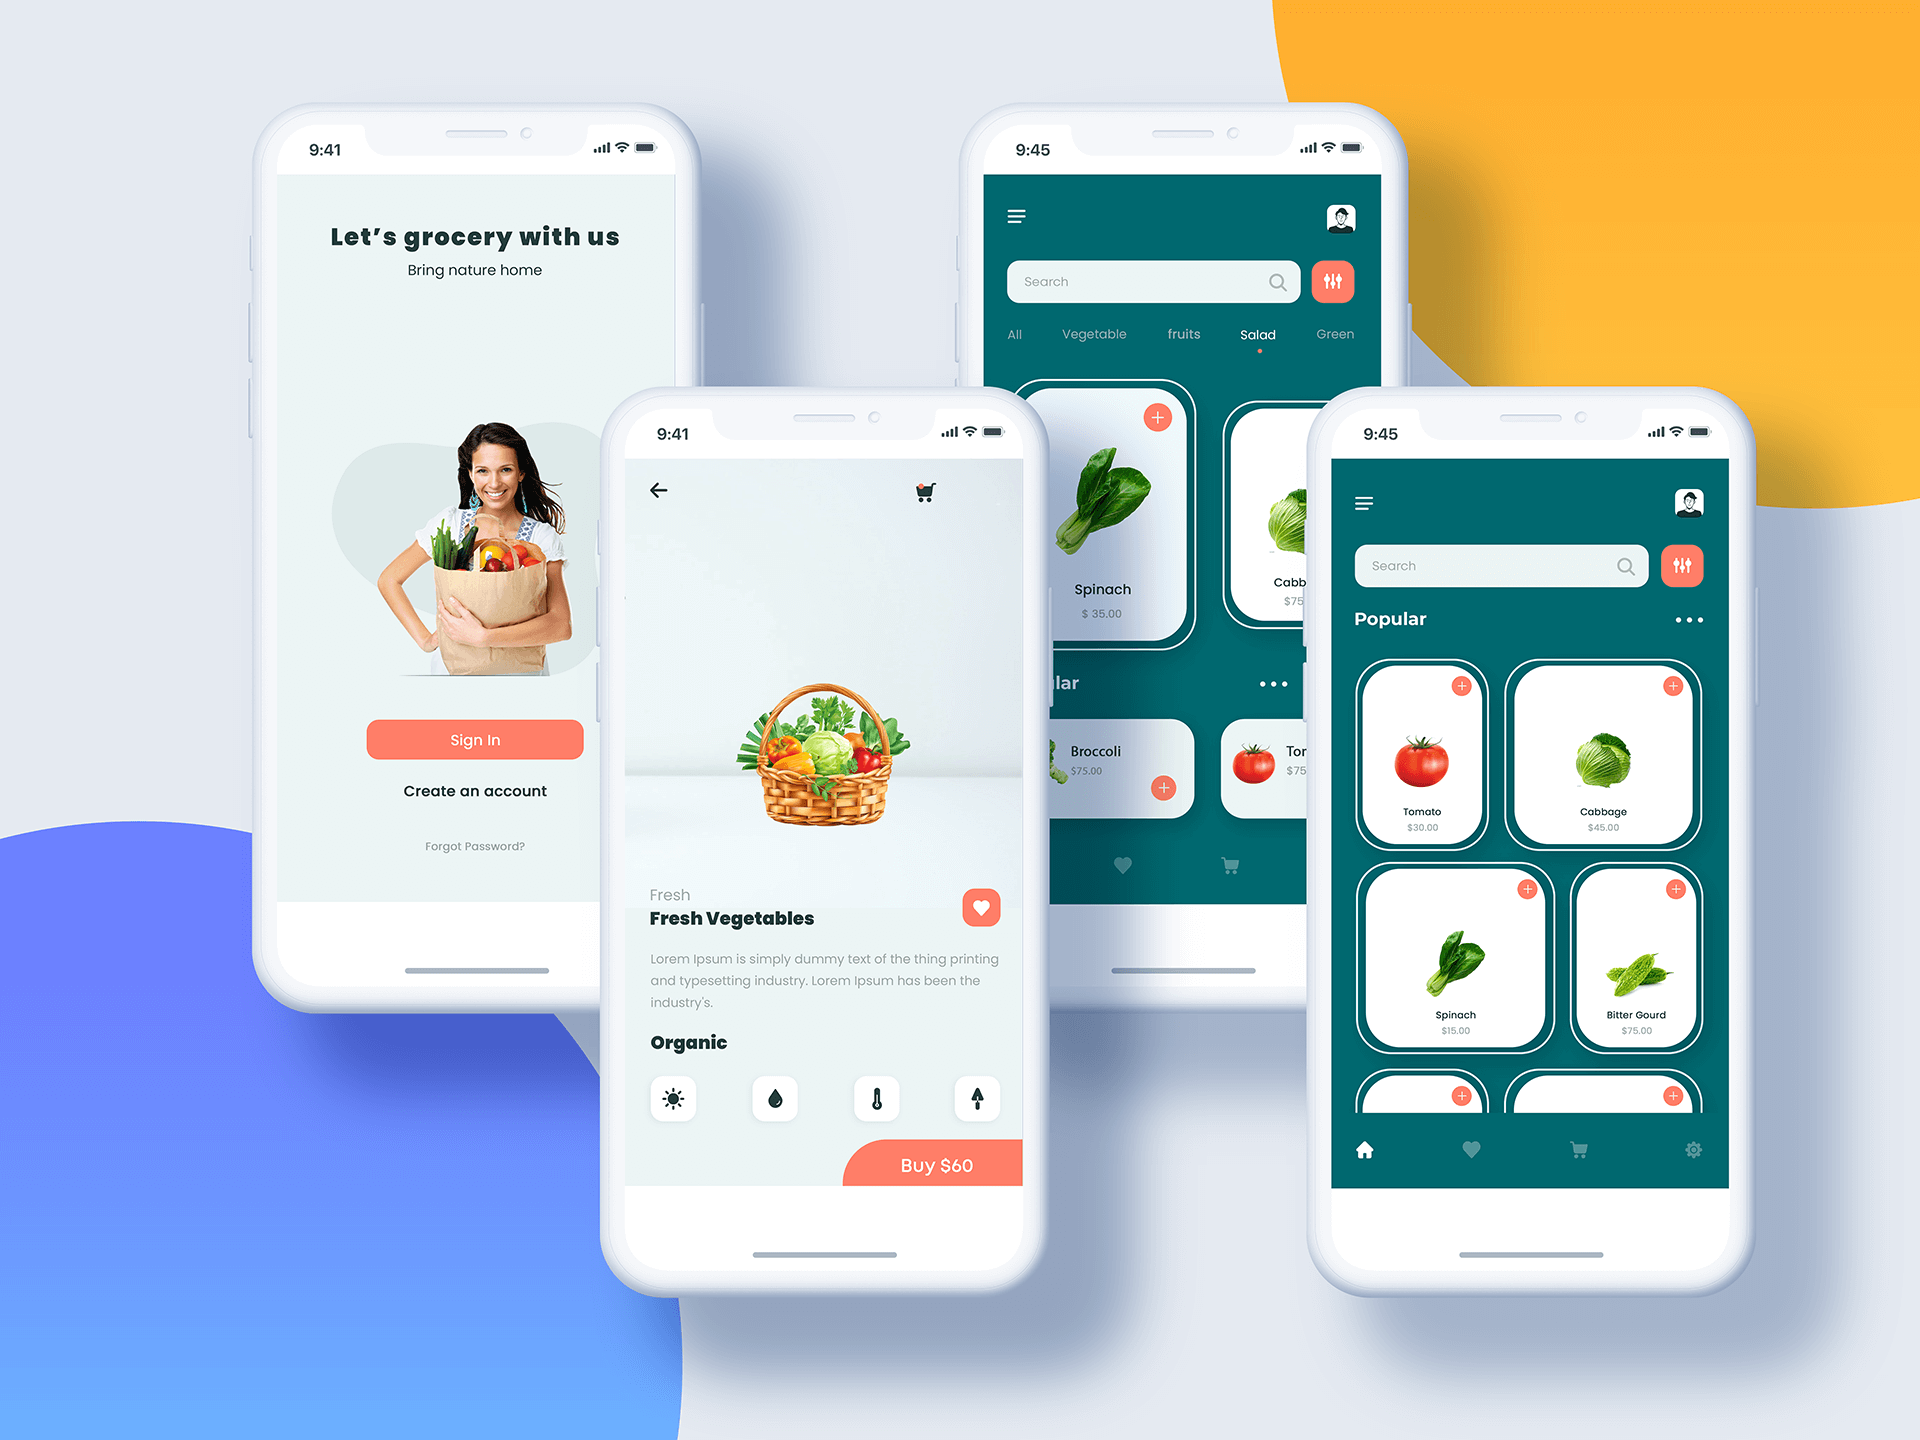 9:41
Let's grocery with us
Bring nature home
Sign In
Create an account
Forgot Password?
9:41
Fresh
Fresh Vegetables
Lorem Ipsum is simply dummy text of the thing printing
and typesetting industry. Lorem Ipsum has been the
industry's.
Organic
Buy $60
9:45
Search
All Vegetable fruits Salad Green
Spinach
$ 35.00
Cabb
$75
lar
Broccoli
$75.00
Tor
$75
9:45
Search
Popular
Tomato
$30.00
Cabbage
$45.00
Spinach
$15.00
Bitter Gourd
$75.00